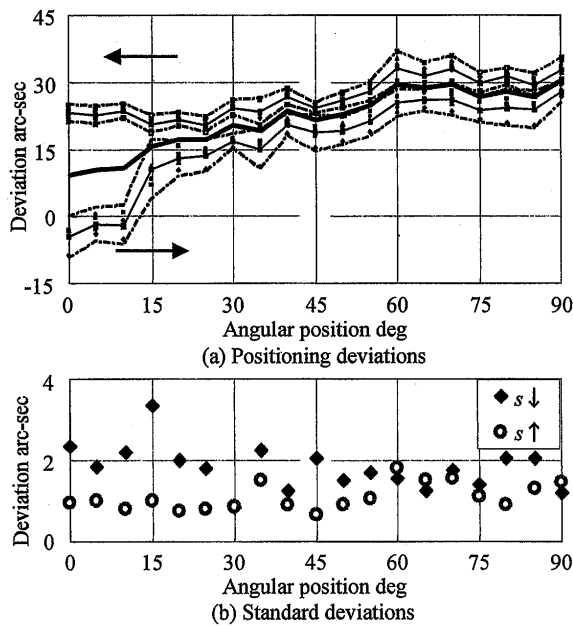 45
30
15
0
-15
Deviation arc-sec
0 15 30 45 60 75 90
Angular position deg
(a) Positioning deviations
4
2
0
Deviation arc-sec
s ↓
s ↑
0 15 30 45 60 75 90
Angular position deg
(b) Standard deviations